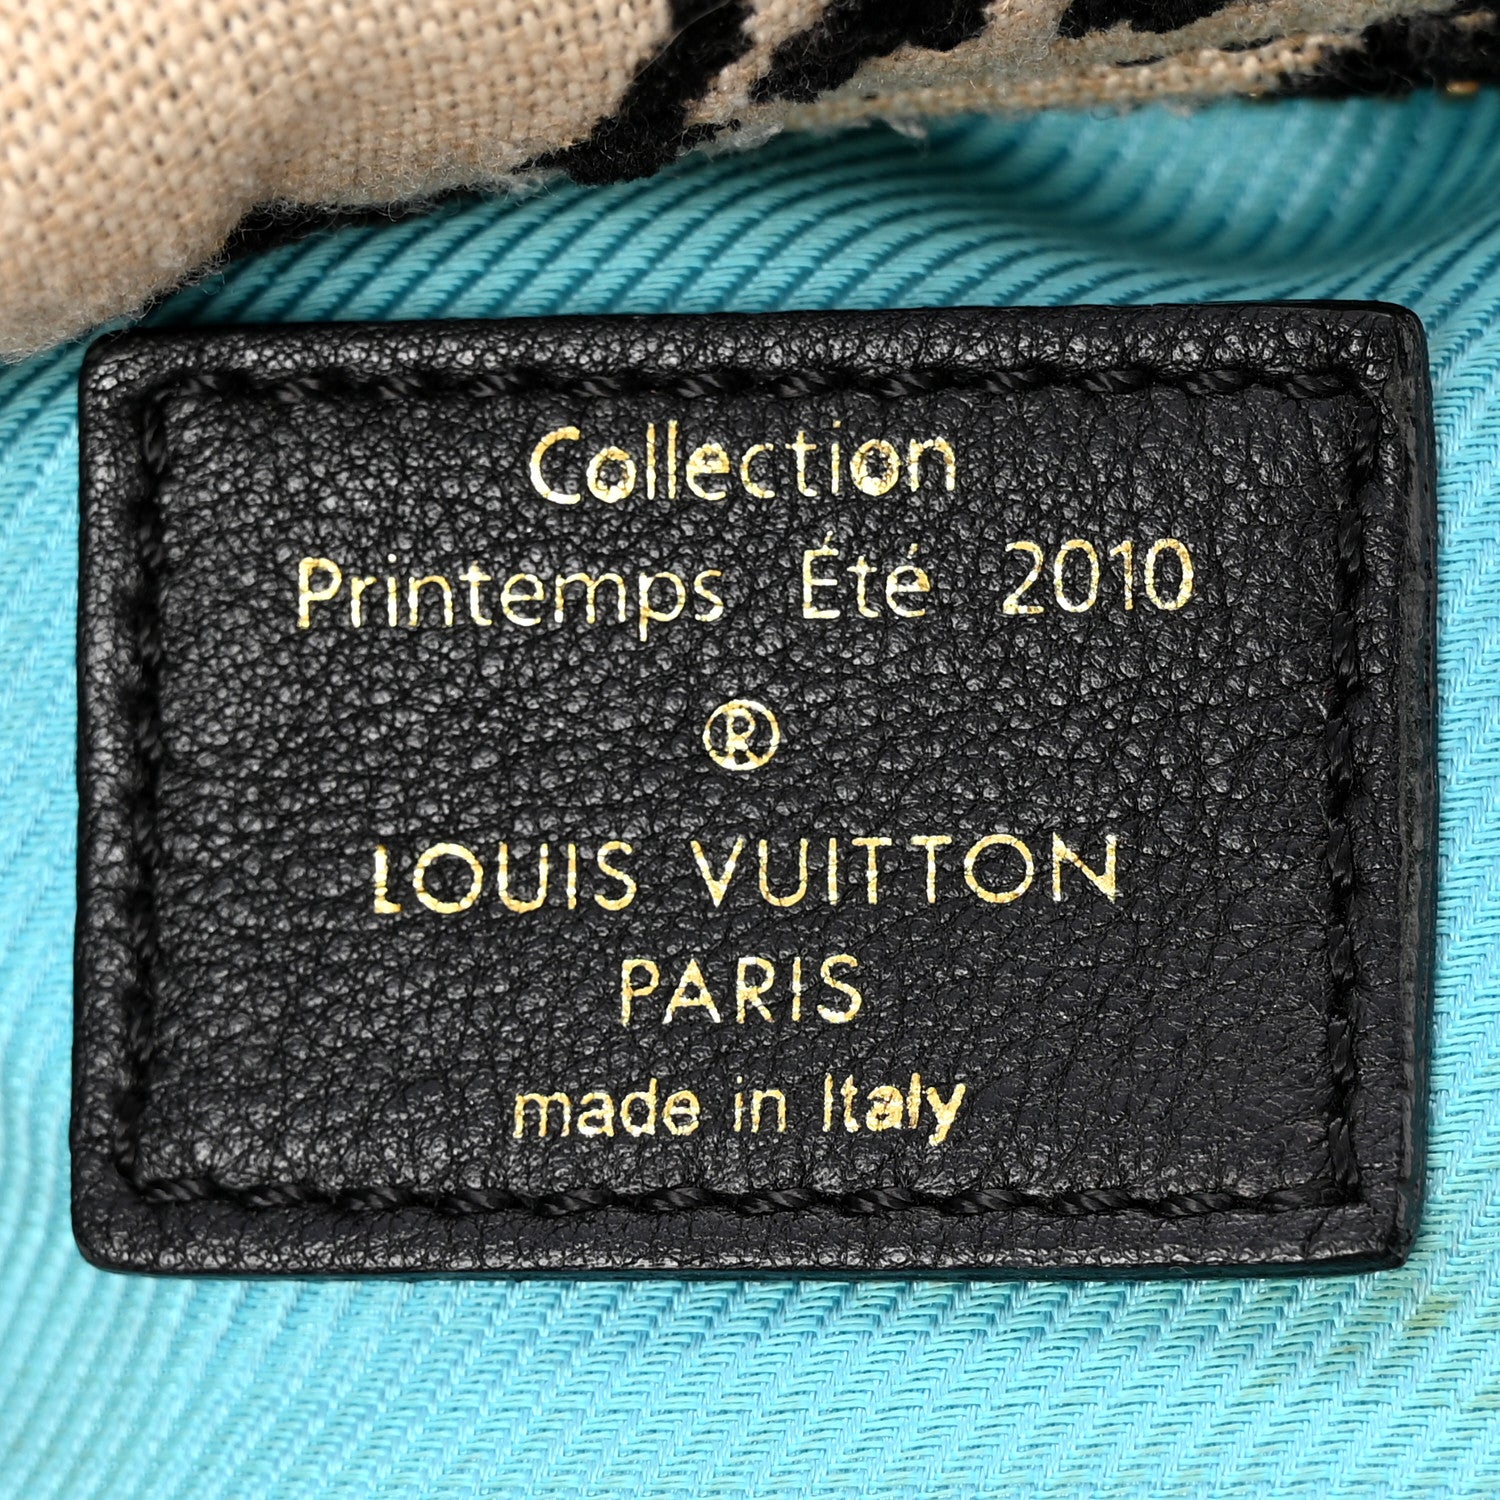 Collection
Printemps Été 2010
®
LOUIS VUITTON
PARIS
made in Italy